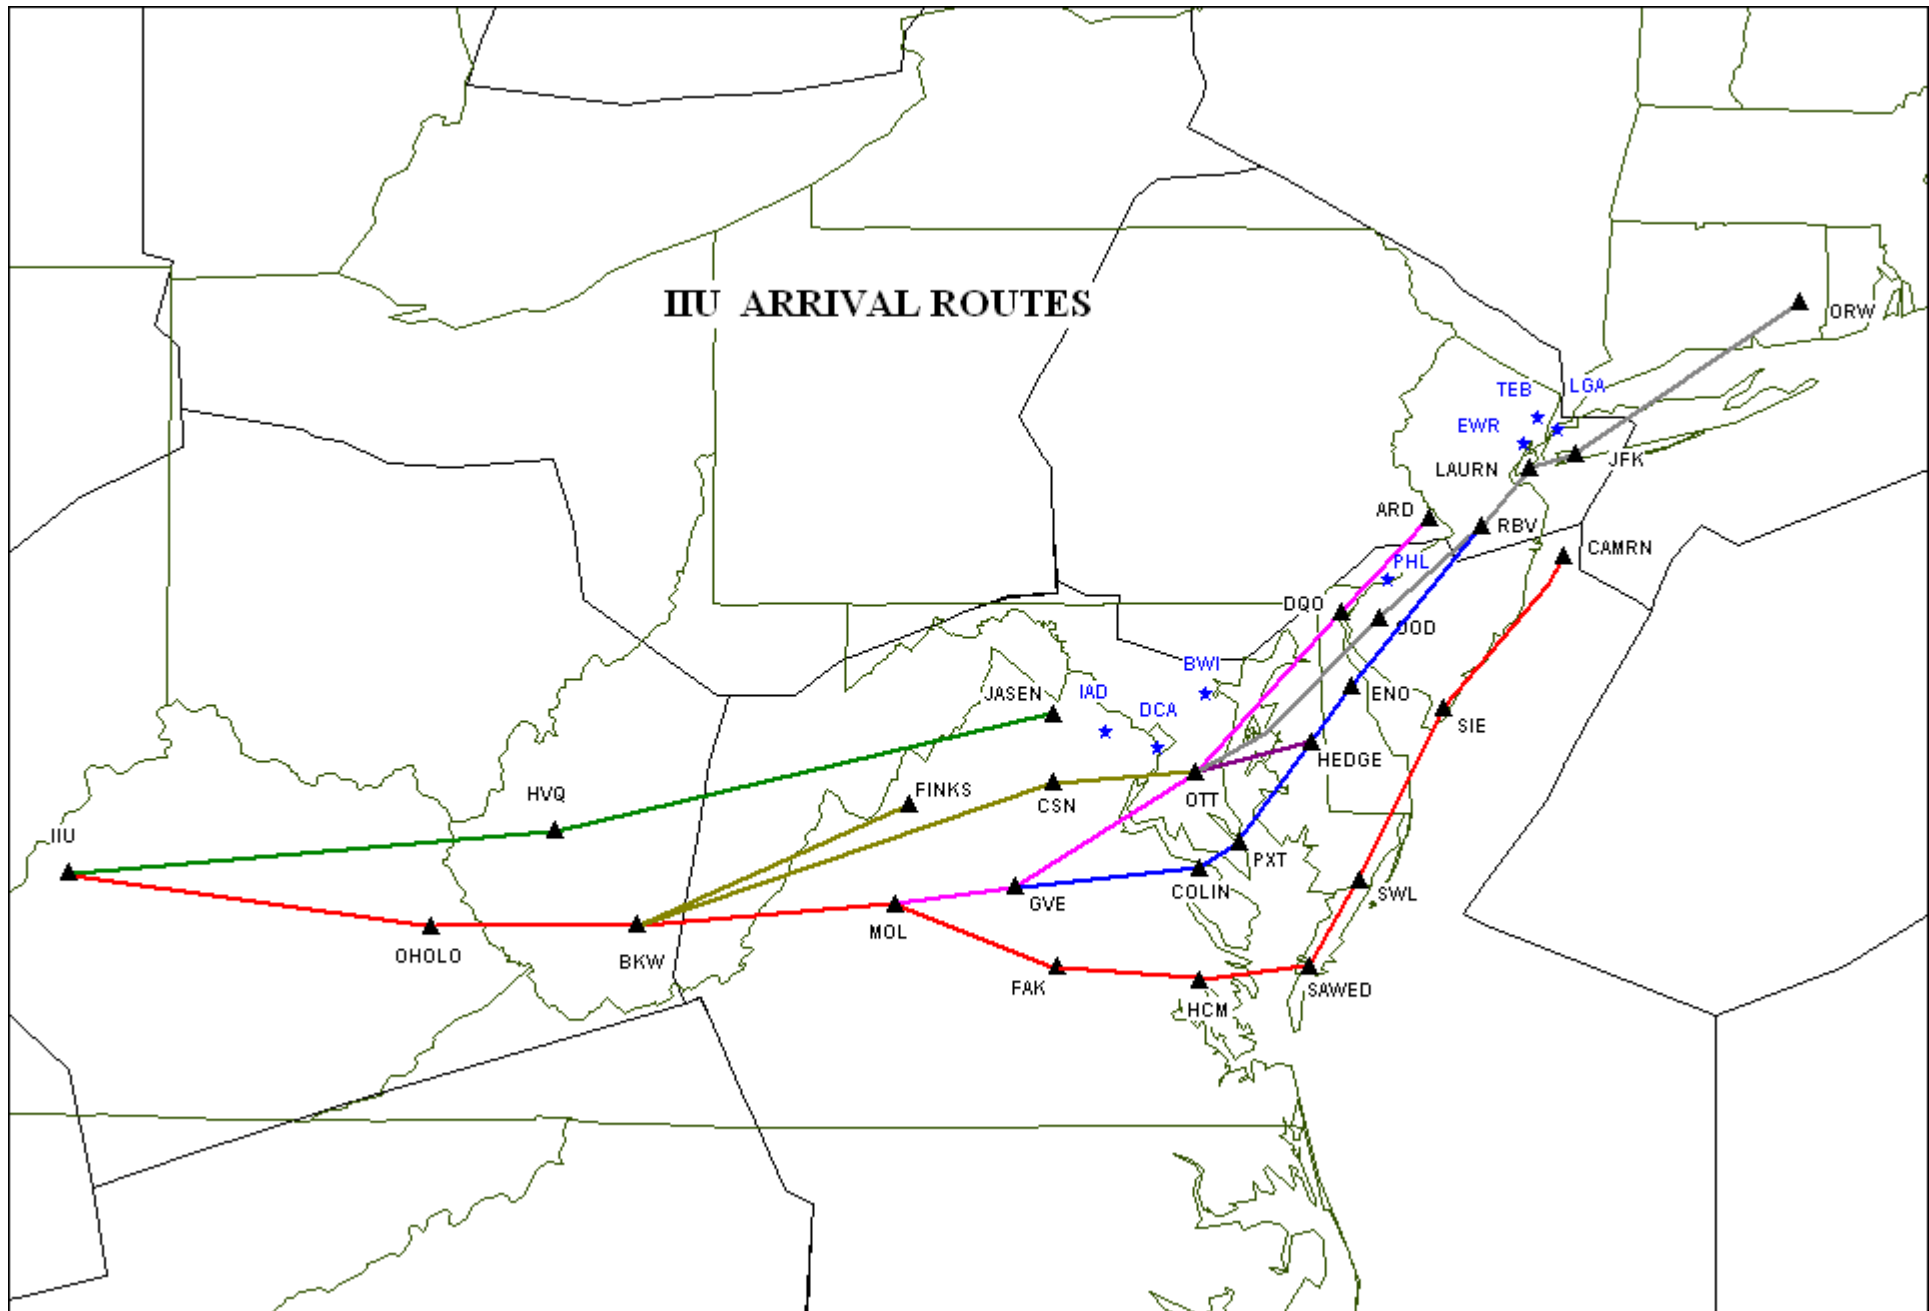 IIU ARRIVAL ROUTES
ORW
TEB
LGA
EWR
LAURN
JFK
ARD
RBV
CAMRN
PHL
DQO
OOD
BWI
JASEN
IAD
ENO
DCA
SIE
HEDGE
FINKS
HVQ
CSN
OTT
IIU
PXT
COLIN
SWL
GVE
MOL
OHOLO
BKW
FAK
SAWED
HCM